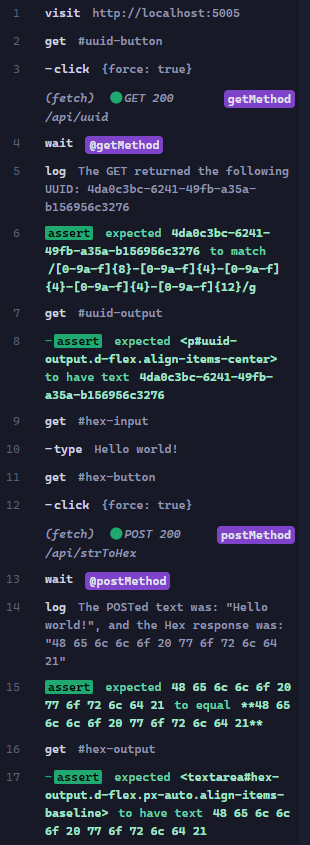 1 visit http://localhost:5005
2 get #uuid-button
3 -click {force: true}
(fetch) GET 200 getMethod
/api/uuid
4 wait @getMethod
5 log The GET returned the following
UUID: 4da0c3bc-6241-49fb-a35a-
b156956c3276
6 assert expected 4da0c3bc-6241-
49fb-a35a-b156956c3276 to match
/[0-9a-f]{8}-[0-9a-f]{4}-[0-9a-f]
{4}-[0-9a-f]{4}-[0-9a-f]{12}/g
7 get #uuid-output
8 -assert expected <p#uuid-
output.d-flex.align-items-center>
to have text 4da0c3bc-6241-49fb-
a35a-b156956c3276
9 get #hex-input
10 -type Hello world!
11 get #hex-button
12 -click {force: true}
(fetch) POST 200 postMethod
/api/strToHex
13 wait @postMethod
14 log The POSTed text was: "Hello
world!", and the Hex response was:
"48 65 6c 6c 6f 20 77 6f 72 6c 64
21"
15 assert expected 48 65 6c 6c 6f 20
77 6f 72 6c 64 21 to equal **48 65
6c 6c 6f 20 77 6f 72 6c 64 21**
16 get #hex-output
17 -assert expected <textarea#hex-
output.d-flex.px-auto.align-items-
baseline> to have text 48 65 6c 6c
6f 20 77 6f 72 6c 64 21